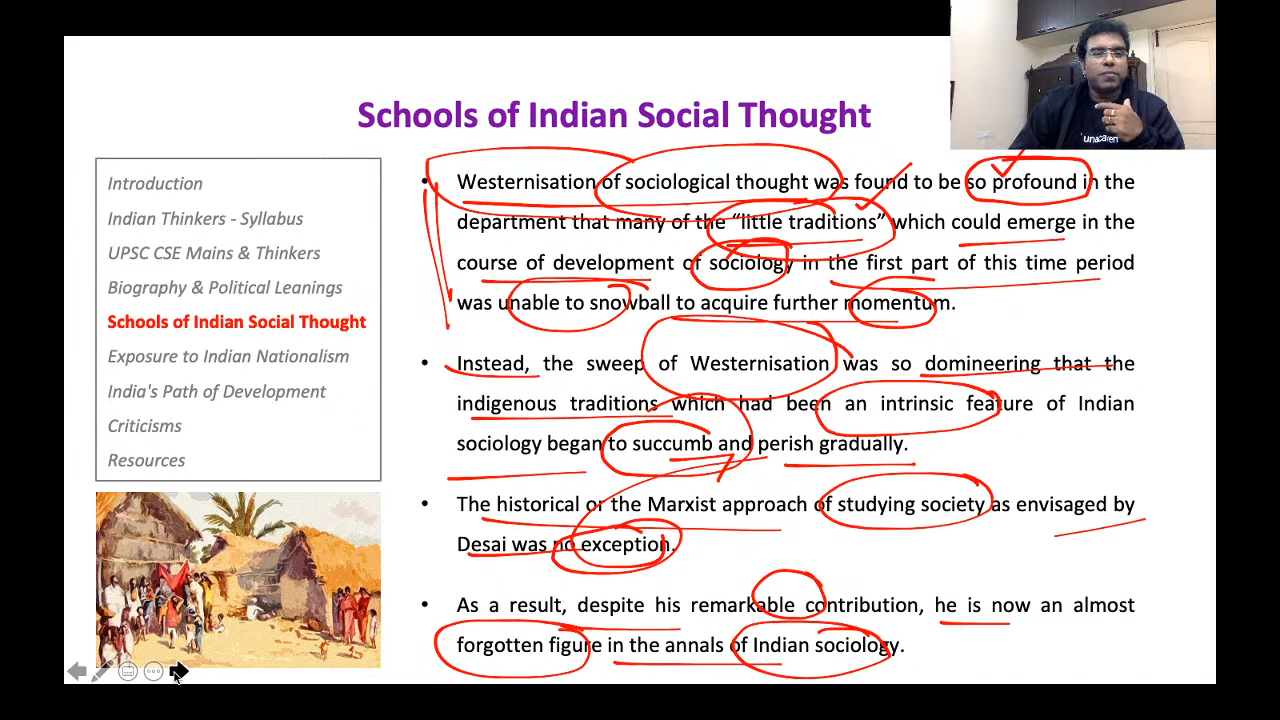 Schools of Indian Social Thought
Introduction
Indian Thinkers - Syllabus
UPSC CSE Mains & Thinkers
Biography & Political Leanings
Schools of Indian Social Thought
Exposure to Indian Nationalism
India's Path of Development
Criticisms
Resources
• Westernisation of sociological thought was found to be so profound in the
department that many of the “little traditions” which could emerge in the
course of development of sociology in the first part of this time period
was unable to snowball to acquire further momentum.
• Instead, the sweep of Westernisation was so domineering that the
indigenous traditions which had been an intrinsic feature of Indian
sociology began to succumb and perish gradually.
• The historical or the Marxist approach of studying society as envisaged by
Desai was no exception.
• As a result, despite his remarkable contribution, he is now an almost
forgotten figure in the annals of Indian sociology.